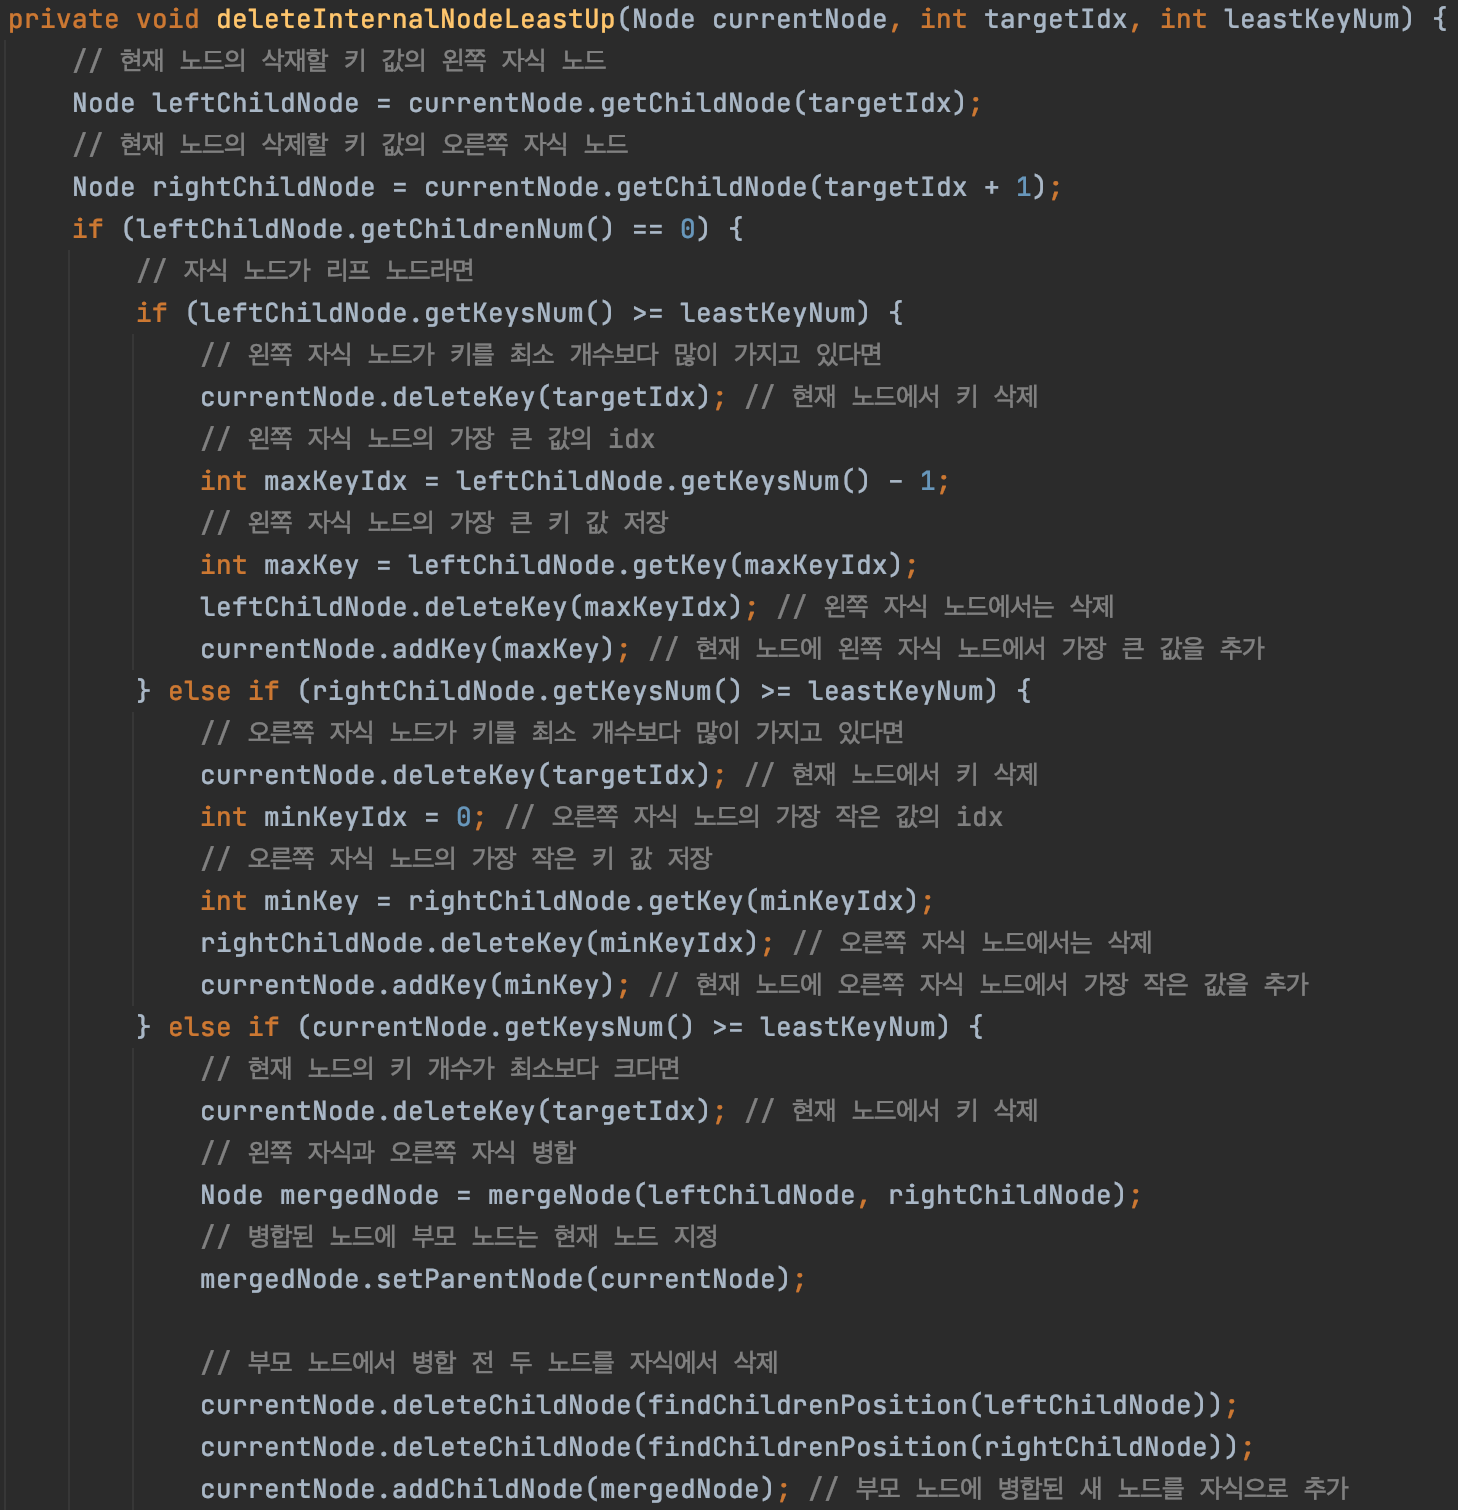 private void deleteInternalNodeLeastUp(Node currentNode, int targetIdx, int leastKeyNum) {
// 현재 노드의 삭재할 키 값의 왼쪽 자식 노드
Node leftChildNode = currentNode.getChildNode(targetIdx);
// 현재 노드의 삭제할 키 값의 오른쪽 자식 노드
Node rightChildNode = currentNode.getChildNode(targetIdx + 1);
if (leftChildNode.getChildrenNum() == 0) {
// 자식 노드가 리프 노드라면
if (leftChildNode.getKeysNum() >= leastKeyNum) {
// 왼쪽 자식 노드가 키를 최소 개수보다 많이 가지고 있다면
currentNode.deleteKey(targetIdx); // 현재 노드에서 키 삭제
// 왼쪽 자식 노드의 가장 큰 값의 idx
int maxKeyIdx = leftChildNode.getKeysNum() - 1;
// 왼쪽 자식 노드의 가장 큰 키 값 저장
int maxKey = leftChildNode.getKey(maxKeyIdx);
leftChildNode.deleteKey(maxKeyIdx); // 왼쪽 자식 노드에서는 삭제
currentNode.addKey(maxKey); // 현재 노드에 왼쪽 자식 노드에서 가장 큰 값을 추가
} else if (rightChildNode.getKeysNum() >= leastKeyNum) {
// 오른쪽 자식 노드가 키를 최소 개수보다 많이 가지고 있다면
currentNode.deleteKey(targetIdx); // 현재 노드에서 키 삭제
int minKeyIdx = 0; // 오른쪽 자식 노드의 가장 작은 값의 idx
// 오른쪽 자식 노드의 가장 작은 키 값 저장
int minKey = rightChildNode.getKey(minKeyIdx);
rightChildNode.deleteKey(minKeyIdx); // 오른쪽 자식 노드에서는 삭제
currentNode.addKey(minKey); // 현재 노드에 오른쪽 자식 노드에서 가장 작은 값을 추가
} else if (currentNode.getKeysNum() >= leastKeyNum) {
// 현재 노드의 키 개수가 최소보다 크다면
currentNode.deleteKey(targetIdx); // 현재 노드에서 키 삭제
// 왼쪽 자식과 오른쪽 자식 병합
Node mergedNode = mergeNode(leftChildNode, rightChildNode);
// 병합된 노드에 부모 노드는 현재 노드 지정
mergedNode.setParentNode(currentNode);
// 부모 노드에서 병합 전 두 노드를 자식에서 삭제
currentNode.deleteChildNode(findChildrenPosition(leftChildNode));
currentNode.deleteChildNode(findChildrenPosition(rightChildNode));
currentNode.addChildNode(mergedNode); // 부모 노드에 병합된 새 노드를 자식으로 추가